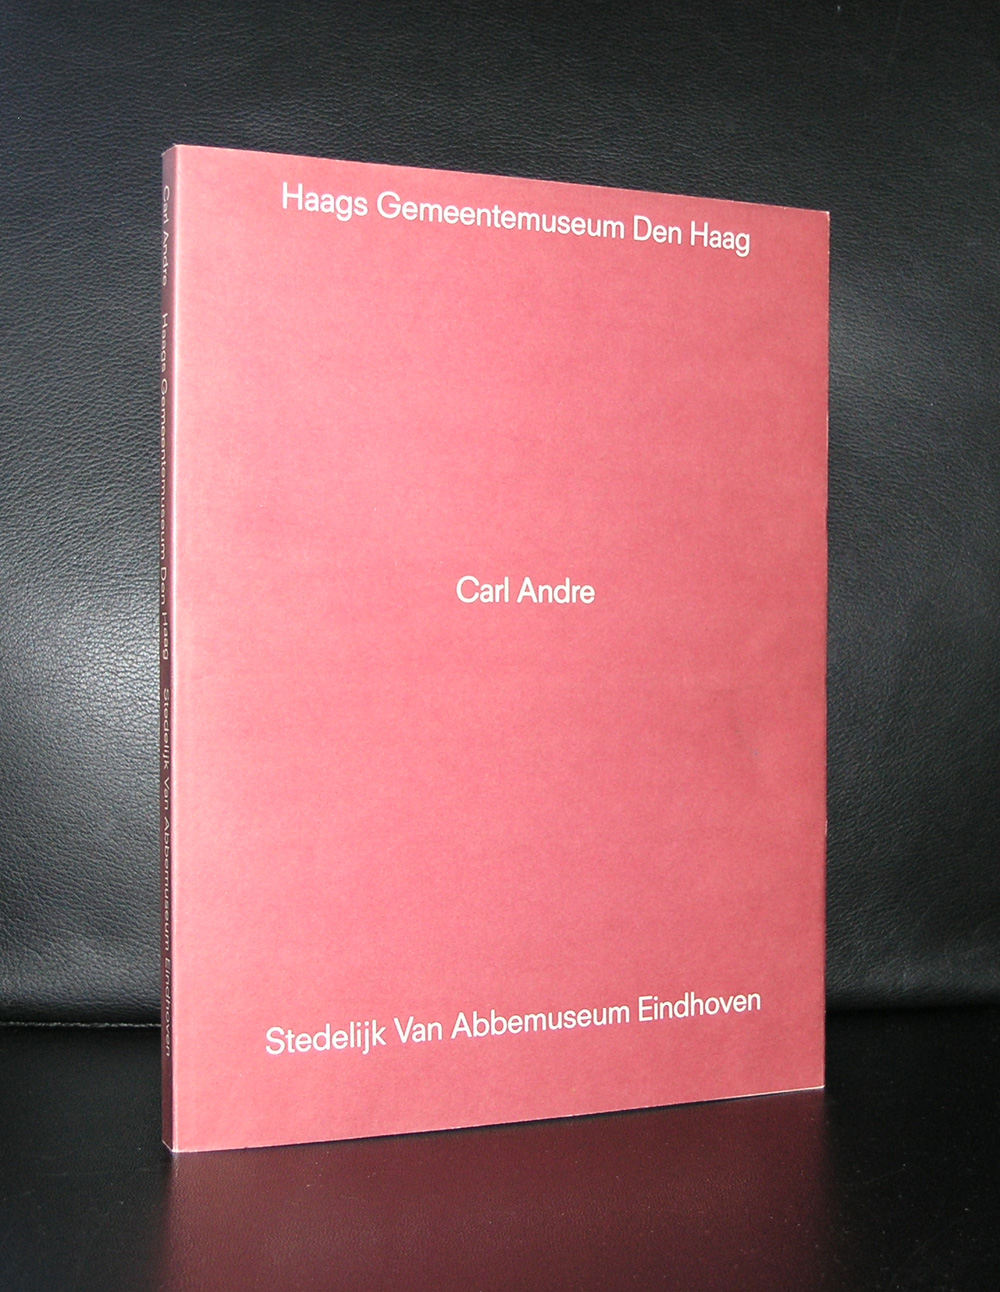 Haags Gemeentemuseum Den Haag
Carl Andre
Stedelijk Van Abbemuseum Eindhoven
Carl Andre Haags Gemeentemuseum Den Haag Stedelijk Van Abbemuseum Eindhoven